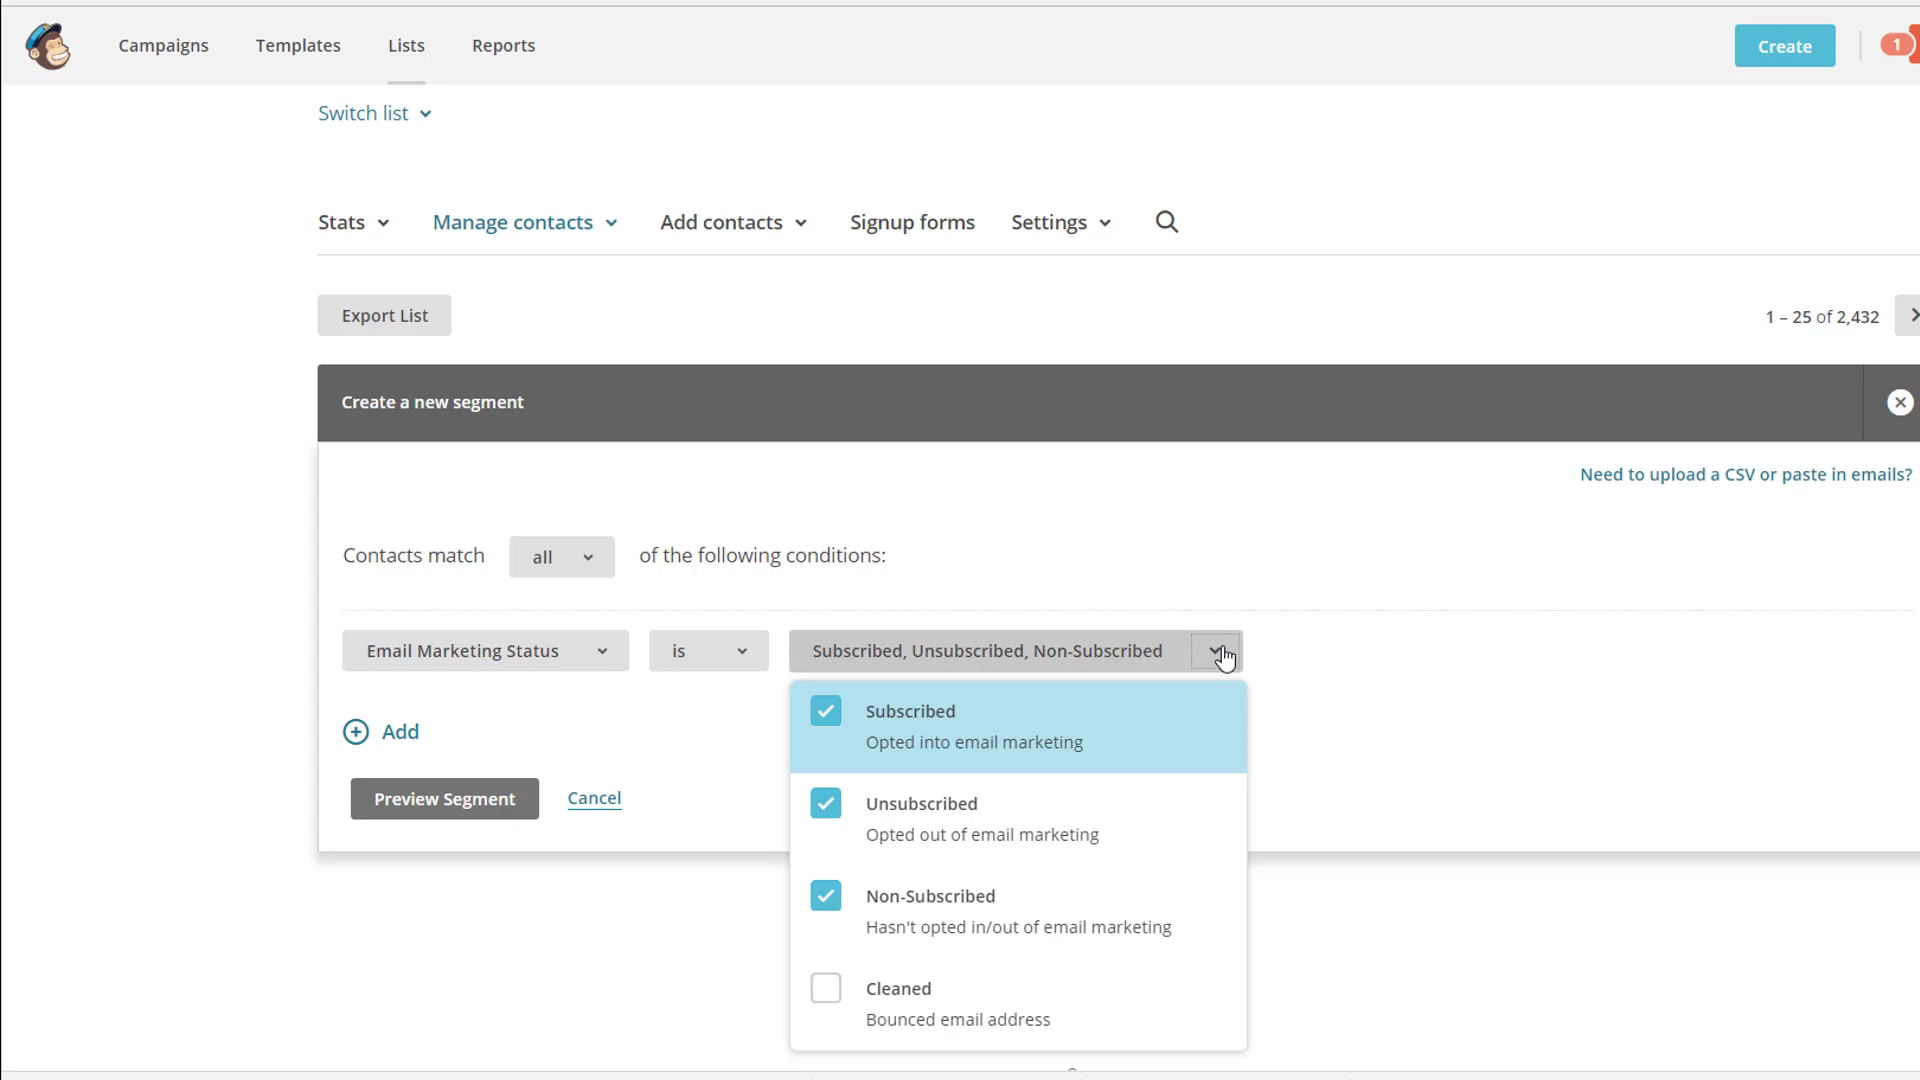 Campaigns Templates Lists Reports Create 1
Switch list
Stats Manage contacts Add contacts Signup forms Settings
Export List 1 – 25 of 2,432
Create a new segment
Need to upload a CSV or paste in emails?
Contacts match all of the following conditions:
Email Marketing Status is Subscribed, Unsubscribed, Non-Subscribed
Subscribed
Opted into email marketing
Add
Preview Segment Cancel
Unsubscribed
Opted out of email marketing
Non-Subscribed
Hasn't opted in/out of email marketing
Cleaned
Bounced email address